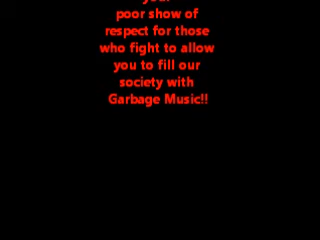 poor show of
respect for those
who fight to allow
you to fill our
society with
Garbage Music!!